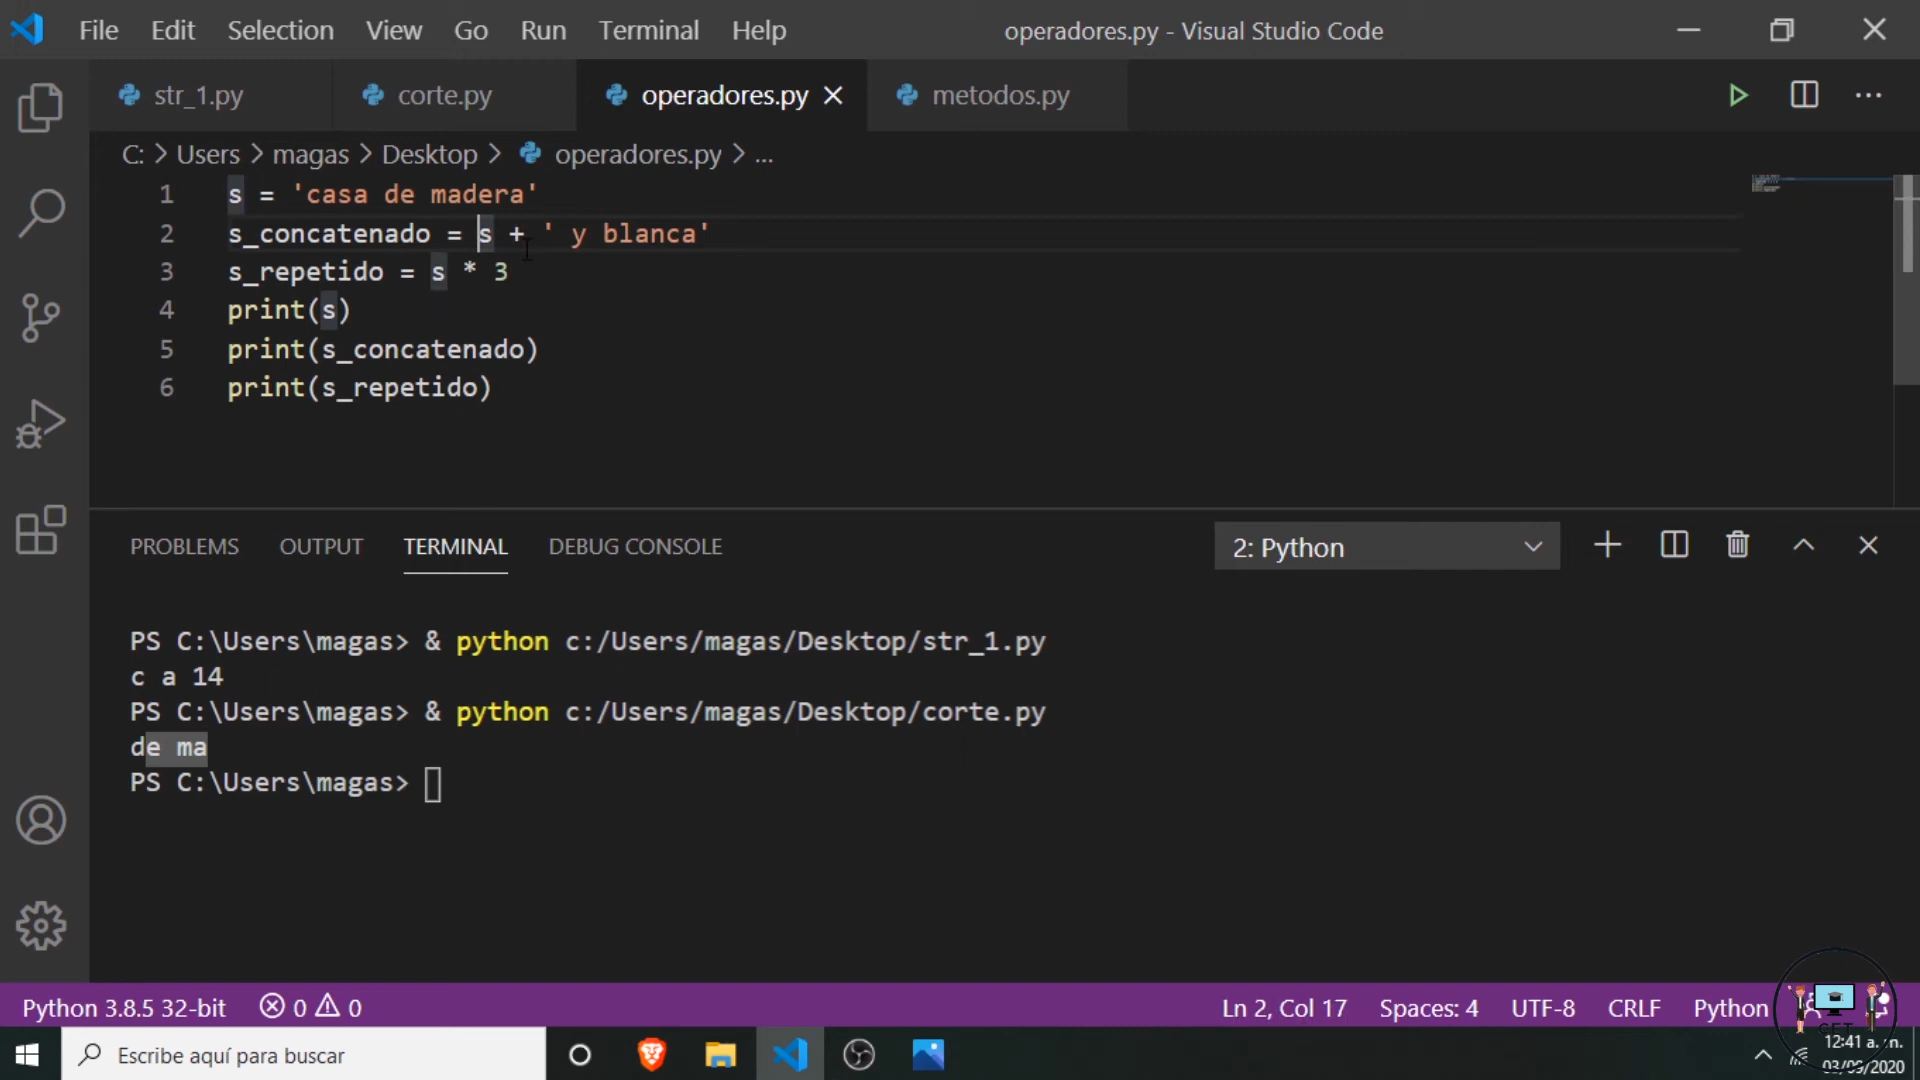 File Edit Selection View Go Run Terminal Help operadores.py - Visual Studio Code
str_1.py corte.py operadores.py metodos.py
C: > Users > magas > Desktop > operadores.py > ...
1 s = 'casa de madera'
2 s_concatenado = s + ' y blanca'
3 s_repetido = s * 3
4 print(s)
5 print(s_concatenado)
6 print(s_repetido)
PROBLEMS OUTPUT TERMINAL DEBUG CONSOLE 2: Python
PS C:\Users\magas> & python c:/Users/magas/Desktop/str_1.py
c a 14
PS C:\Users\magas> & python c:/Users/magas/Desktop/corte.py
de ma
PS C:\Users\magas>
Python 3.8.5 32-bit 0 0 Ln 2, Col 17 Spaces: 4 UTF-8 CRLF Python
Escribe aquí para buscar
12:41 a. m.
03/09/2020